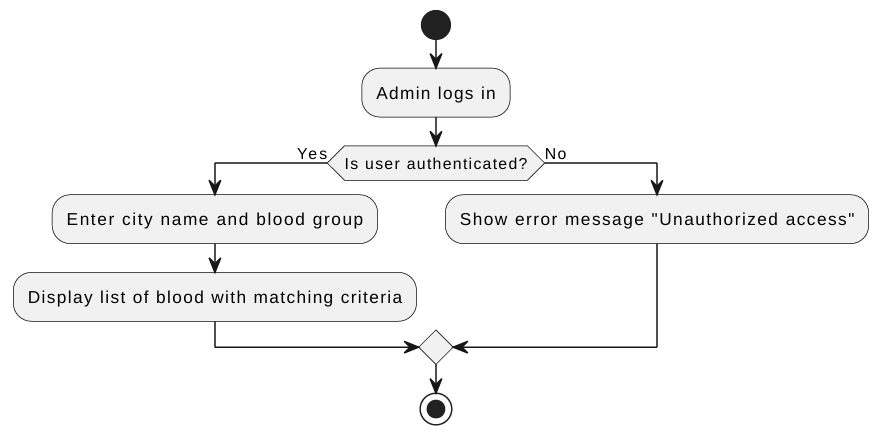 Admin logs in
Yes
Is user authenticated?
No
Enter city name and blood group
Show error message "Unauthorized access"
Display list of blood with matching criteria